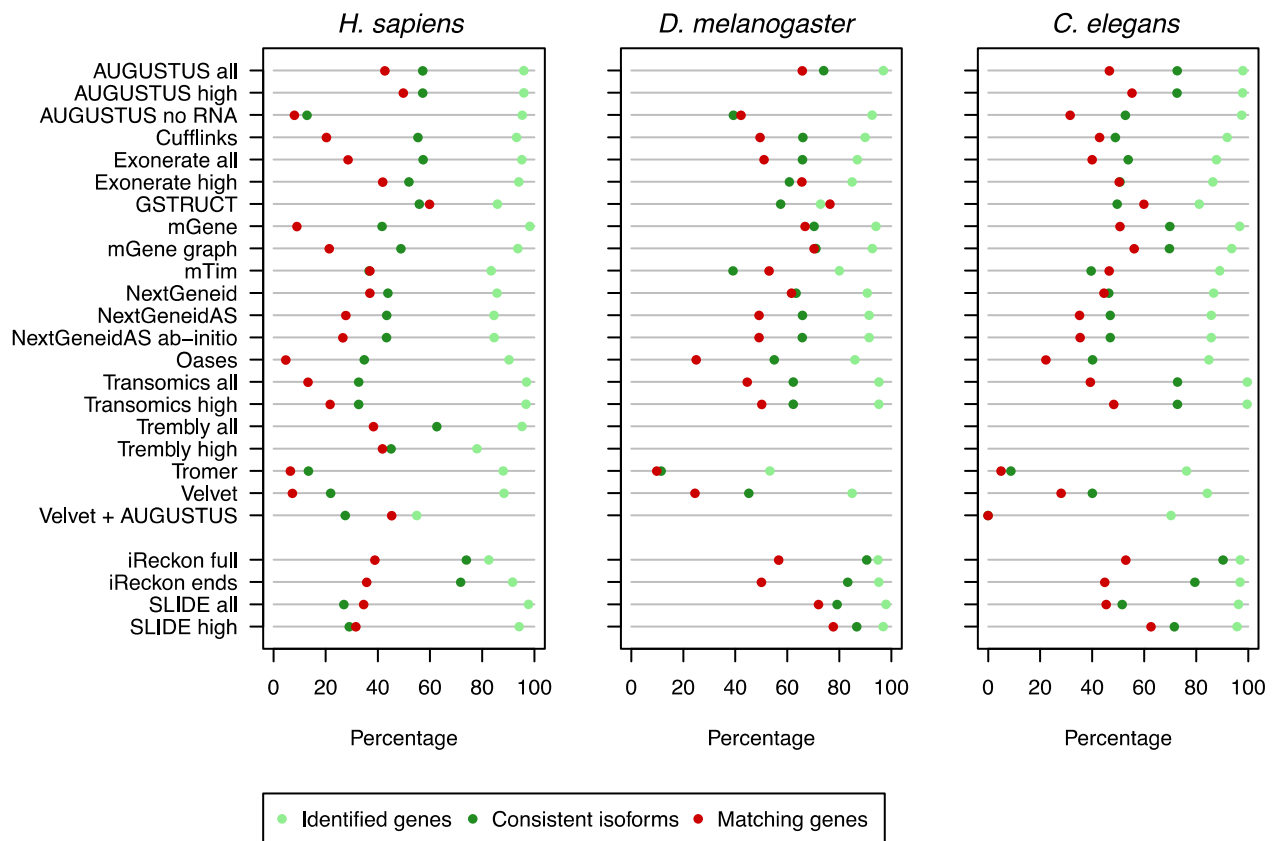 H. sapiens D. melanogaster C. elegans
AUGUSTUS all
AUGUSTUS high
AUGUSTUS no RNA
Cufflinks
Exonerate all
Exonerate high
GSTRUCT
mGene
mGene graph
mTim
NextGeneid
NextGeneidAS
NextGeneidAS ab−initio
Oases
Transomics all
Transomics high
Trembly all
Trembly high
Tromer
Velvet
Velvet + AUGUSTUS
iReckon full
iReckon ends
SLIDE all
SLIDE high
0 20 40 60 80 100 0 20 40 60 80 100 0 20 40 60 80 100
Percentage Percentage Percentage
Identified genes Consistent isoforms Matching genes